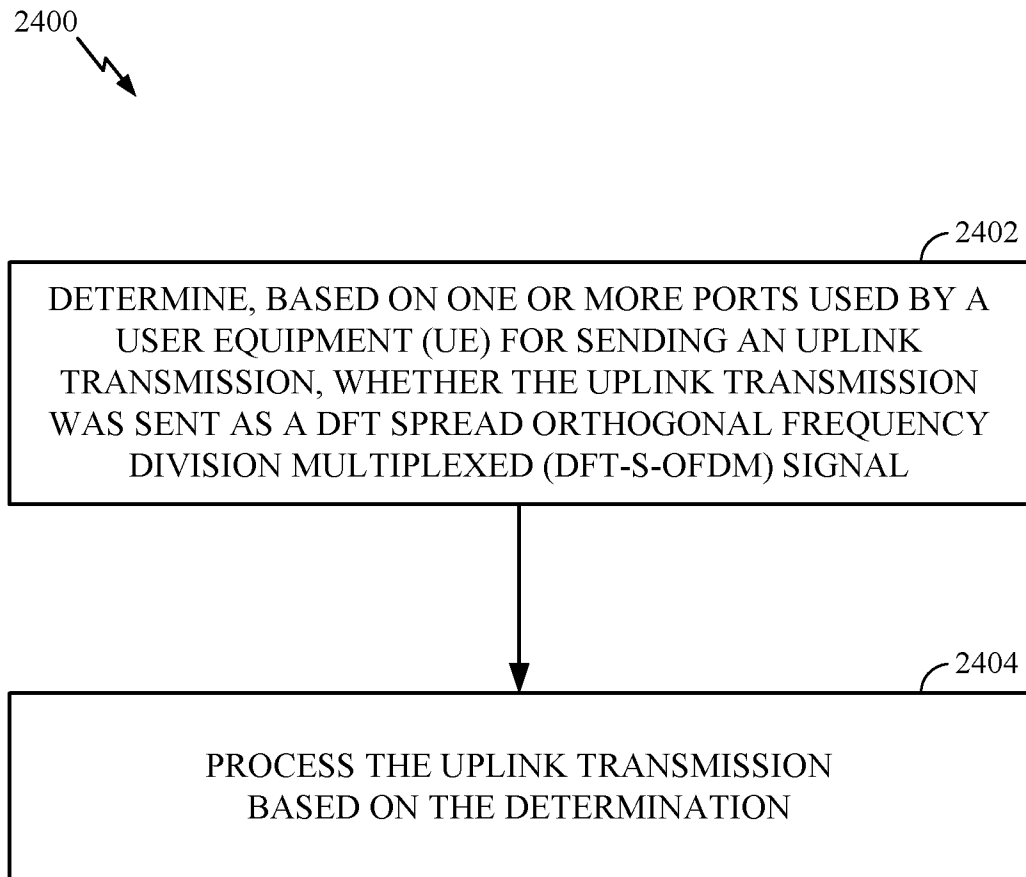 2400
2402
DETERMINE, BASED ON ONE OR MORE PORTS USED BY A
USER EQUIPMENT (UE) FOR SENDING AN UPLINK
TRANSMISSION, WHETHER THE UPLINK TRANSMISSION
WAS SENT AS A DFT SPREAD ORTHOGONAL FREQUENCY
DIVISION MULTIPLEXED (DFT-S-OFDM) SIGNAL
2404
PROCESS THE UPLINK TRANSMISSION
BASED ON THE DETERMINATION